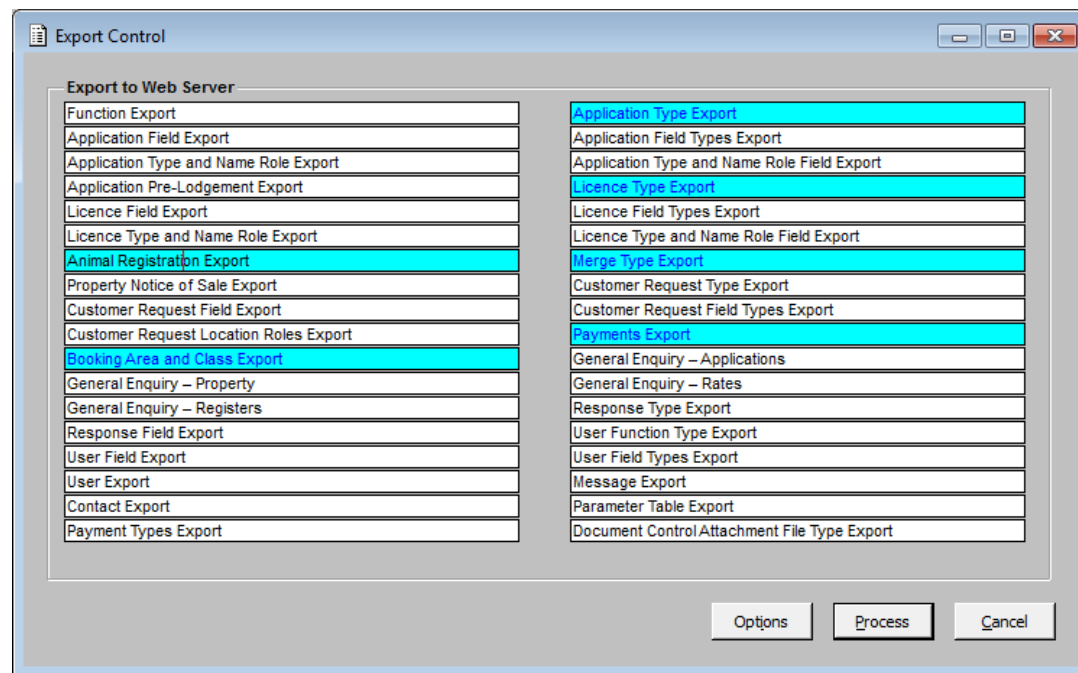 Export Control
Export to Web Server
Function Export
Application Type Export
Application Field Export
Application Field Types Export
Application Type and Name Role Export
Application Type and Name Role Field Export
Application Pre-Lodgement Export
Licence Type Export
Licence Field Export
Licence Field Types Export
Licence Type and Name Role Export
Licence Type and Name Role Field Export
Animal Registration Export
Merge Type Export
Property Notice of Sale Export
Customer Request Type Export
Customer Request Field Export
Customer Request Field Types Export
Customer Request Location Roles Export
Payments Export
Booking Area and Class Export
General Enquiry – Applications
General Enquiry – Property
General Enquiry – Rates
General Enquiry – Registers
Response Type Export
Response Field Export
User Function Type Export
User Field Export
User Field Types Export
User Export
Message Export
Contact Export
Parameter Table Export
Payment Types Export
Document Control Attachment File Type Export
Options
Process
Cancel